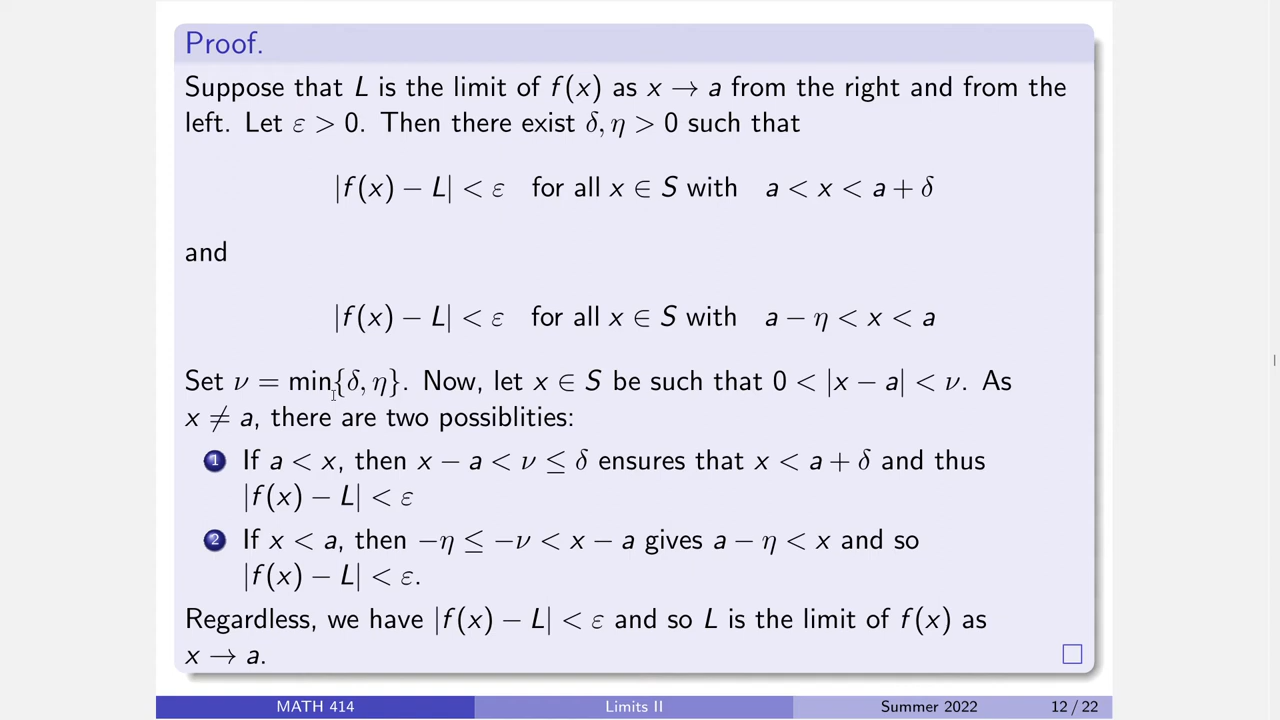 Proof.
Suppose that L is the limit of f(x) as x → a from the right and from the
left. Let ε > 0. Then there exist δ, η > 0 such that
|f(x) − L| < ε for all x ∈ S with a < x < a + δ
and
|f(x) − L| < ε for all x ∈ S with a − η < x < a
Set ν = min{δ, η}. Now, let x ∈ S be such that 0 < |x − a| < ν. As
x ≠ a, there are two possiblities:
1 If a < x, then x − a < ν ≤ δ ensures that x < a + δ and thus
|f(x) − L| < ε
2 If x < a, then −η ≤ −ν < x − a gives a − η < x and so
|f(x) − L| < ε.
Regardless, we have |f(x) − L| < ε and so L is the limit of f(x) as
x → a.
MATH 414 Limits II Summer 2022 12 / 22